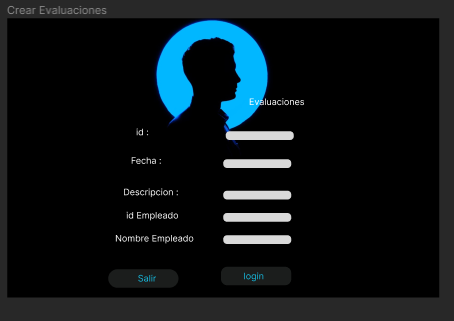 Crear Evaluaciones
Evaluaciones
id :
Fecha :
Descripcion :
id Empleado
Nombre Empleado
Salir
login